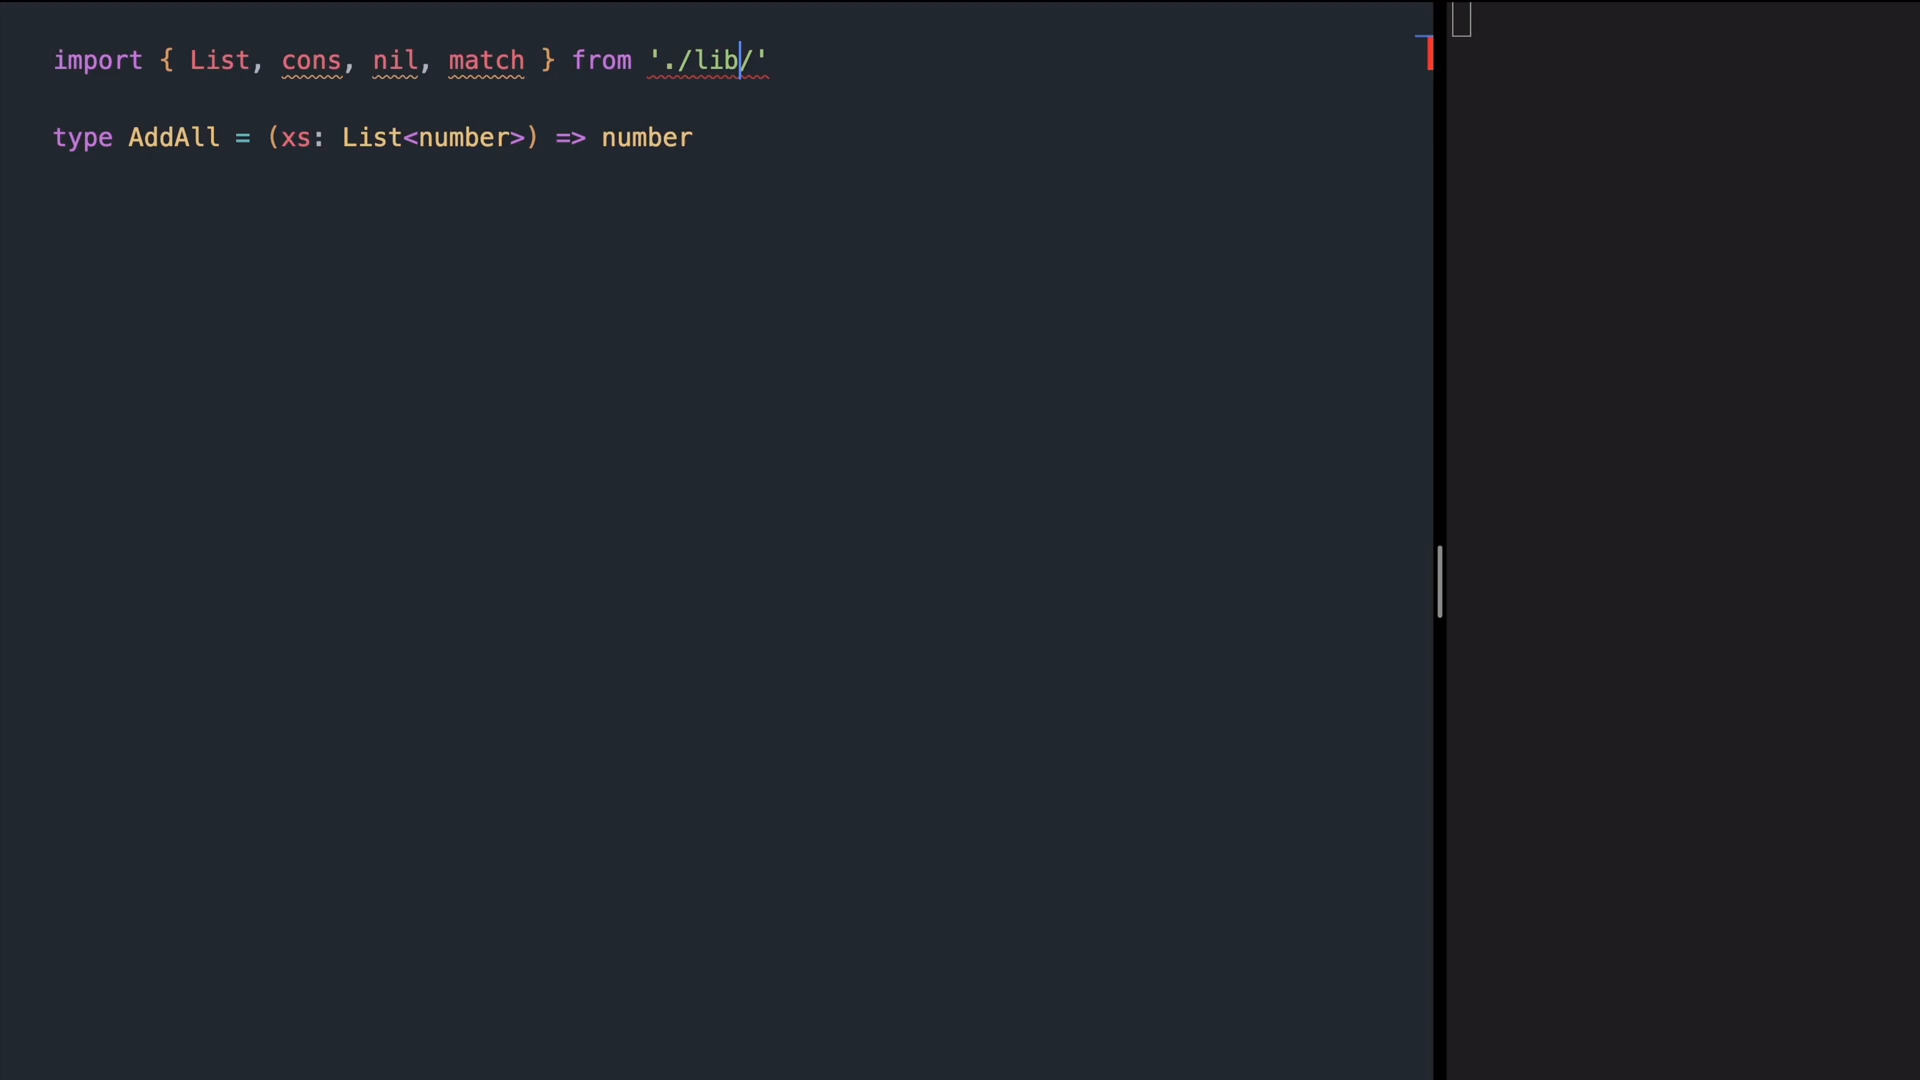 import { List, cons, nil, match } from './lib/'
type AddAll = (xs: List<number>) => number